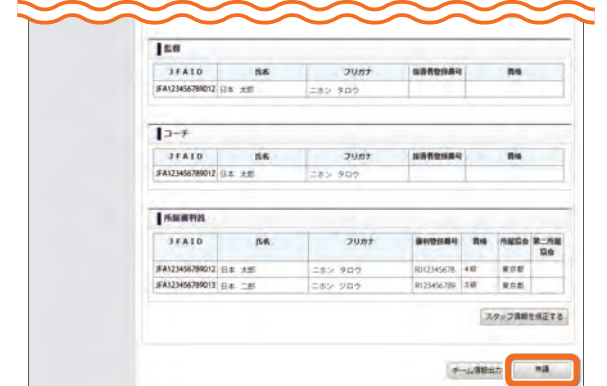 監督
JFAID 氏名 フリガナ 指導者登録番号 資格
JFA123456789012 日本 太郎 ニホン タロウ
コーチ
JFAID 氏名 フリガナ 指導者登録番号 資格
JFA123456789012 日本 太郎 ニホン タロウ
所属審判員
JFAID 氏名 フリガナ 審判登録番号 資格 所属協会 第二所属協会
JFA123456789012 日本 太郎 ニホン タロウ R012345678 4級 東京都
JFA123456789013 日本 二郎 ニホン ジロウ R123456789 3級 東京都
スタッフ情報を修正する
チーム情報出力 申請